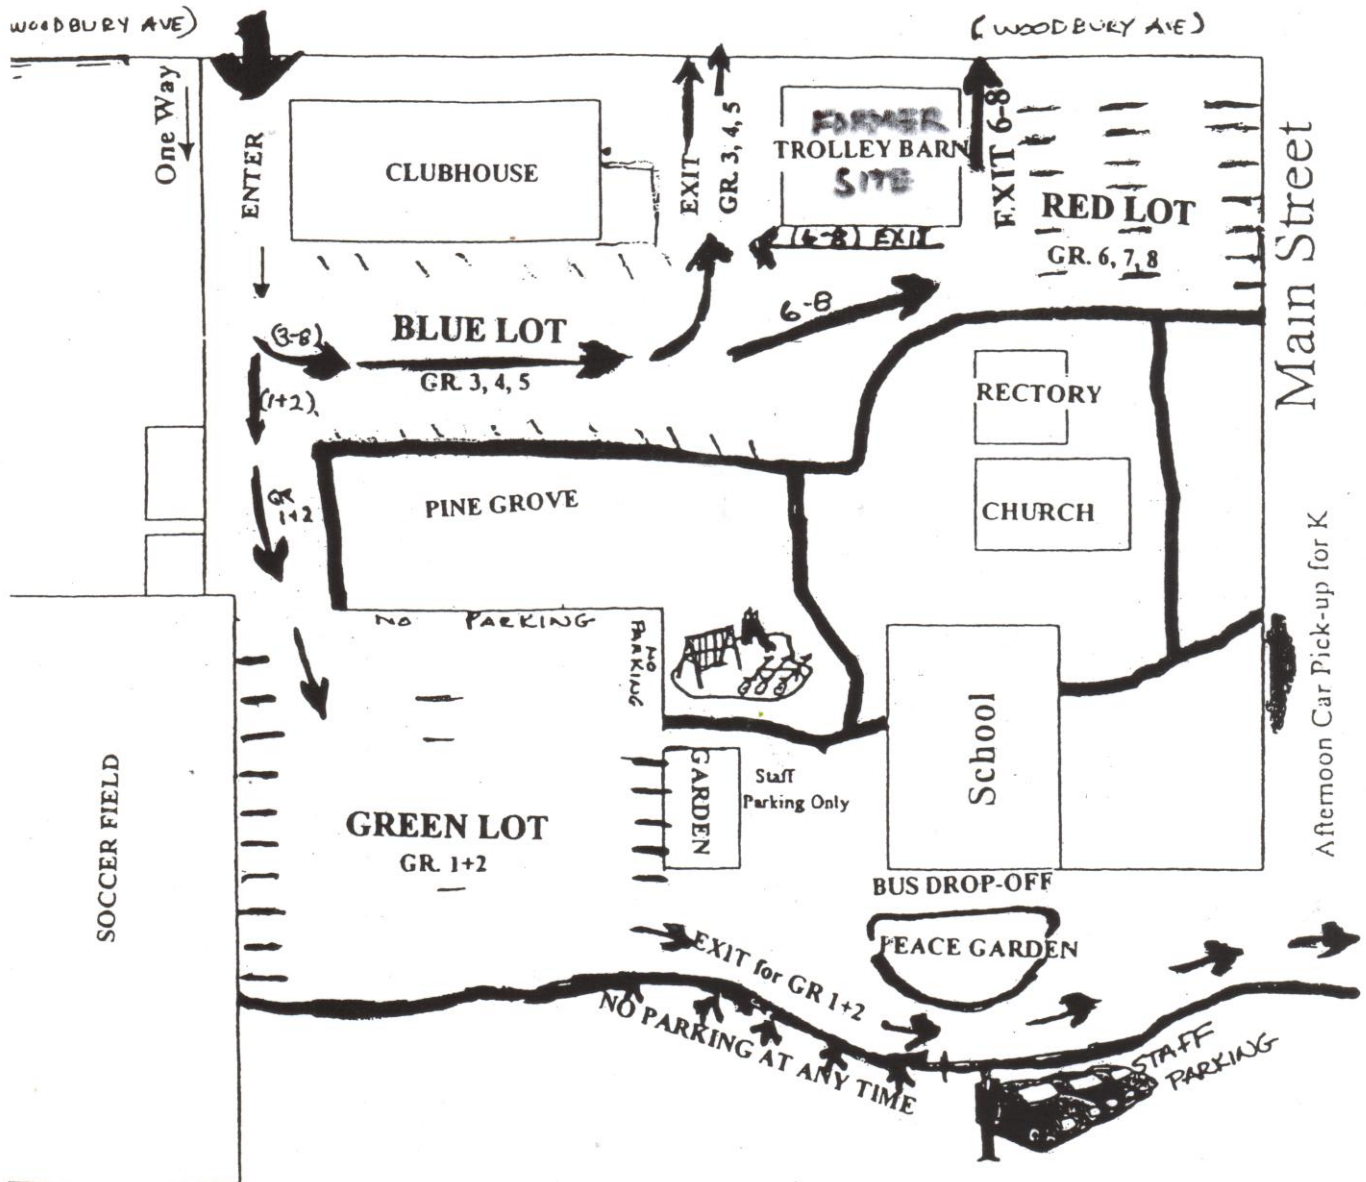 WOODBURY AVE)
(WOODBURY AVE)
One Way
ENTER
CLUBHOUSE
EXIT
GR. 3, 4, 5
FORMER
TROLLEY BARN
SITE
(6-8) EXIT
EXIT 6-8
RED LOT
GR. 6, 7, 8
Main Street
(3-8)
BLUE LOT
GR. 3, 4, 5
6-8
(1+2)
GR
1+2
PINE GROVE
RECTORY
CHURCH
NO PARKING
NO
PARKING
SOCCER FIELD
GREEN LOT
GR. 1+2
GARDEN
Staff
Parking Only
School
Afternoon Car Pick-up for K
BUS DROP-OFF
PEACE GARDEN
EXIT for GR 1+2
NO PARKING AT ANY TIME
STAFF
PARKING